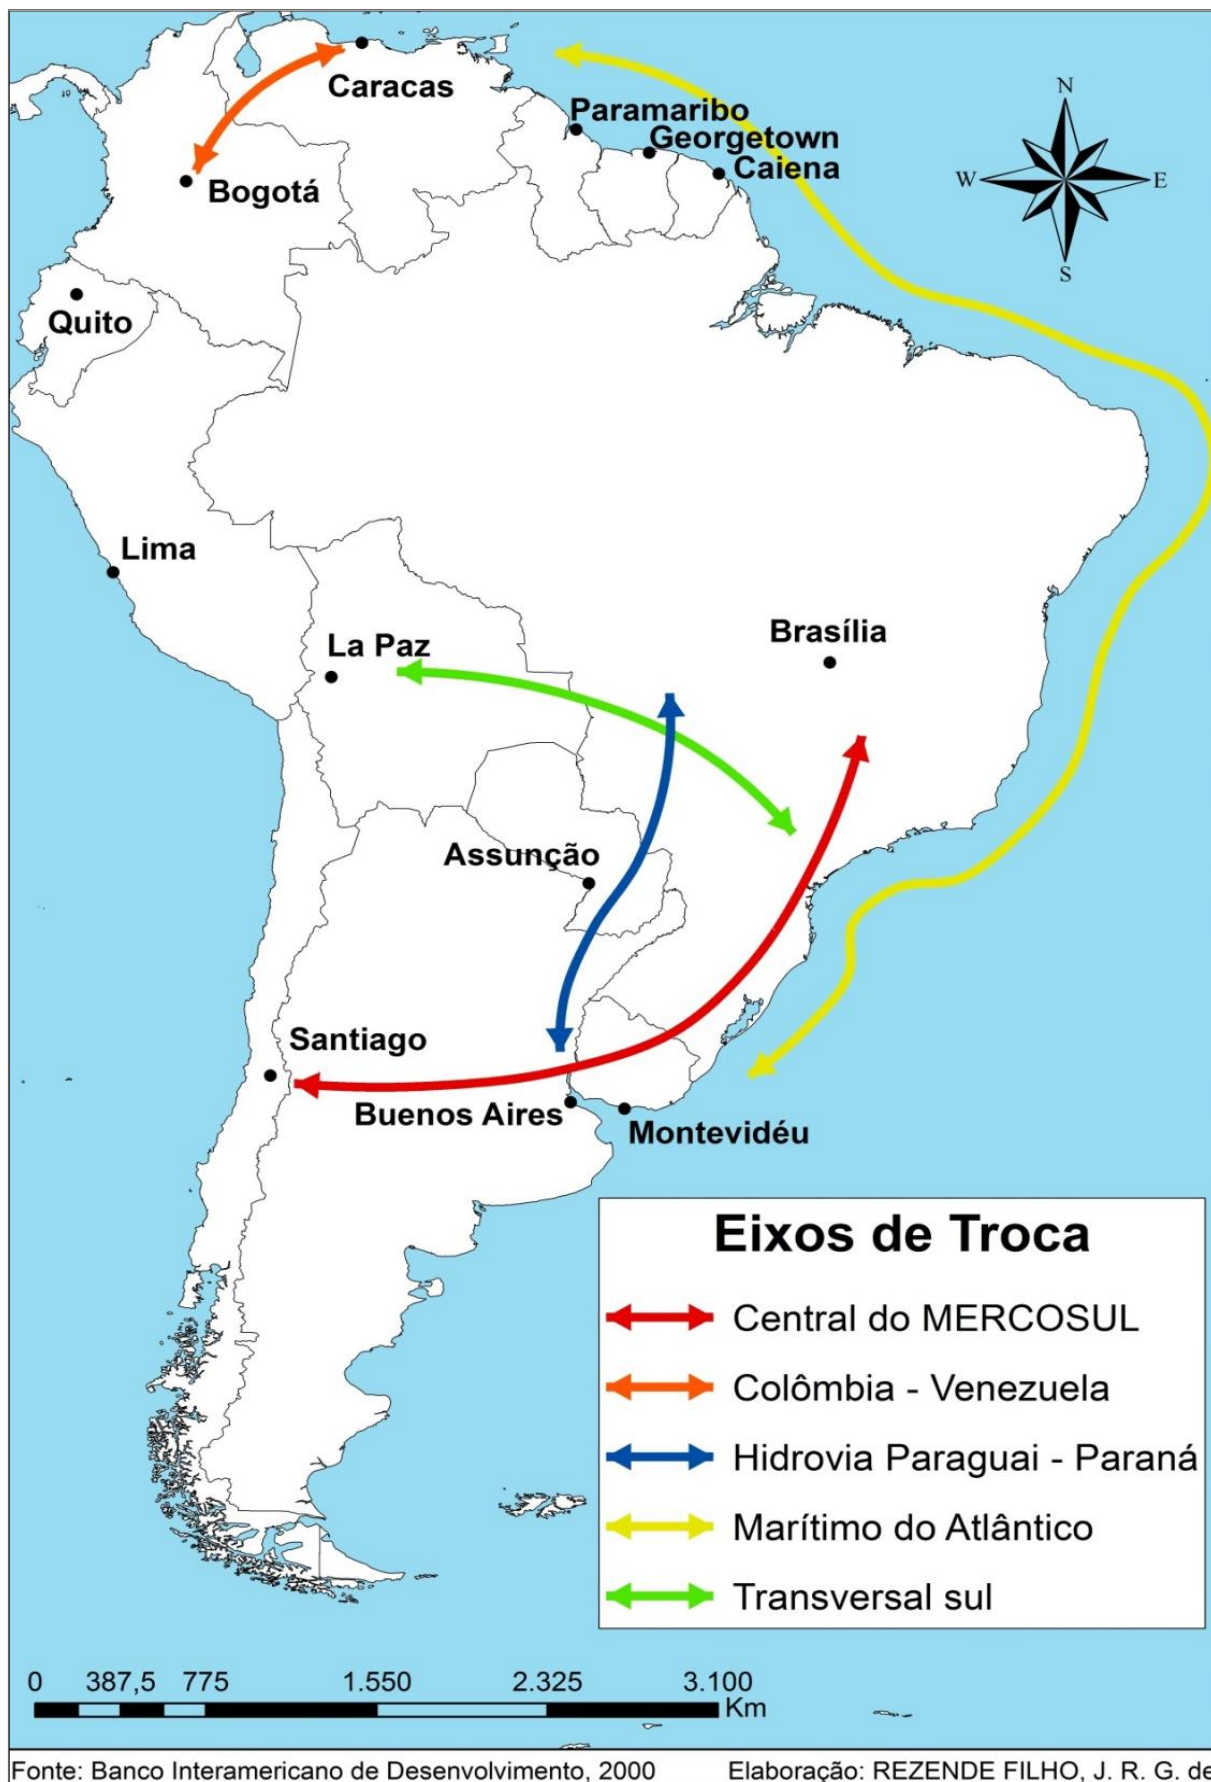 Caracas
Paramaribo
Georgetown
Caiena
N
W
E
S
Bogotá
Quito
Lima
La Paz
Brasília
Assunção
Santiago
Buenos Aires
Montevidéu
Eixos de Troca
Central do MERCOSUL
Colômbia - Venezuela
Hidrovia Paraguai - Paraná
Marítimo do Atlântico
Transversal sul
0 387,5 775 1.550 2.325 3.100
Km
Fonte: Banco Interamericano de Desenvolvimento, 2000 Elaboração: REZENDE FILHO, J. R. G. de